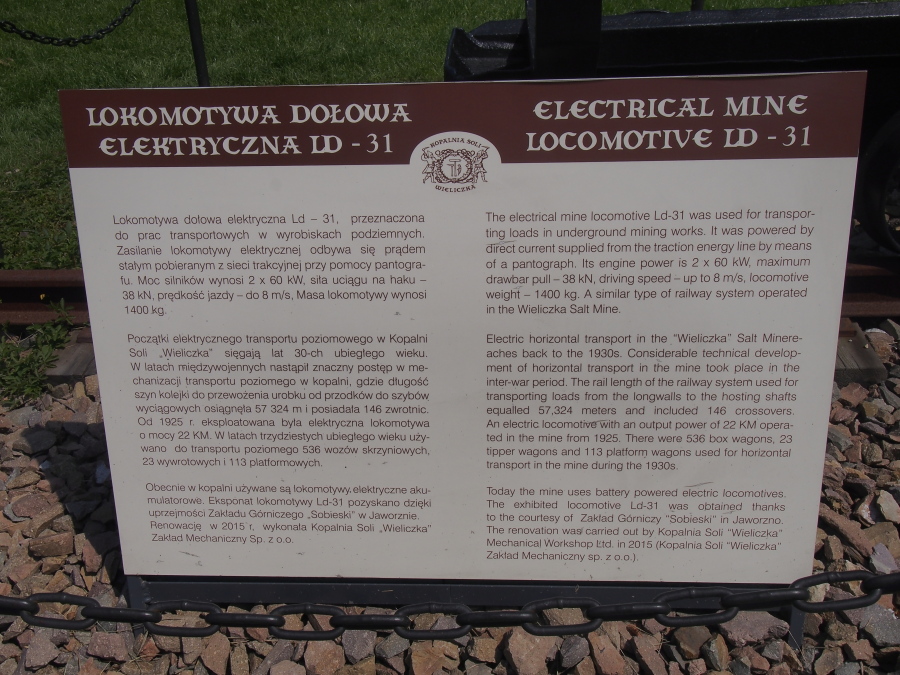 LOKOMOTYWA DOŁOWA
ELEKTRYCZNA LD - 31
ELECTRICAL MINE
LOCOMOTIVE LD - 31
KOPALNIA SOLI
WIELICZKA
Lokomotywa dołowa elektryczna Ld – 31, przeznaczona
do prac transportowych w wyrobiskach podziemnych.
Zasilanie lokomotywy elektrycznej odbywa się prądem
stałym pobieranym z sieci trakcyjnej przy pomocy pantogra-
fu. Moc silników wynosi 2 x 60 kW, siła uciągu na haku –
38 kN, prędkość jazdy – do 8 m/s, Masa lokomotywy wynosi
1400 kg.
Początki elektrycznego transportu poziomowego w Kopalni
Soli „Wieliczka” sięgają lat 30-ch ubiegłego wieku.
W latach międzywojennych nastąpił znaczny postęp w me-
chanizacji transportu poziomego w kopalni, gdzie długość
szyn kolejki do przewożenia urobku od przodków do szybów
wyciągowych osiągnęła 57 324 m i posiadała 146 zwrotnic.
Od 1925 r. eksploatowana była elektryczna lokomotywa
o mocy 22 KM. W latach trzydziestych ubiegłego wieku uży-
wano do transportu poziomego 536 wozów skrzyniowych,
23 wywrotowych i 113 platformowych.
Obecnie w kopalni używane są lokomotywy elektryczne aku-
mulatorowe. Eksponat lokomotywy Ld-31 pozyskano dzięki
uprzejmości Zakładu Górniczego „Sobieski” w Jaworznie.
Renowację w 2015 r. wykonała Kopalnia Soli „Wieliczka”
Zakład Mechaniczny Sp. z o.o.
The electrical mine locomotive Ld-31 was used for transpor-
ting loads in underground mining works. It was powered by
direct current supplied from the traction energy line by means
of a pantograph. Its engine power is 2 x 60 kW, maximum
drawbar pull – 38 kN, driving speed – up to 8 m/s, locomotive
weight – 1400 kg. A similar type of railway system operated
in the Wieliczka Salt Mine.
Electric horizontal transport in the "Wieliczka" Salt Minere-
aches back to the 1930s. Considerable technical develop-
ment of horizontal transport in the mine took place in the
inter-war period. The rail length of the railway system used for
transporting loads from the longwalls to the hosting shafts
equalled 57,324 meters and included 146 crossovers.
An electric locomotive with an output power of 22 KM opera-
ted in the mine from 1925. There were 536 box wagons, 23
tipper wagons and 113 platform wagons used for horizontal
transport in the mine during the 1930s.
Today the mine uses battery powered electric locomotives.
The exhibited locomotive Ld-31 was obtained thanks
to the courtesy of Zakład Górniczy "Sobieski" in Jaworzno.
The renovation was carried out by Kopalnia Soli "Wieliczka"
Mechanical Workshop Ltd. in 2015 (Kopalnia Soli "Wieliczka"
Zakład Mechaniczny sp. z o.o.).